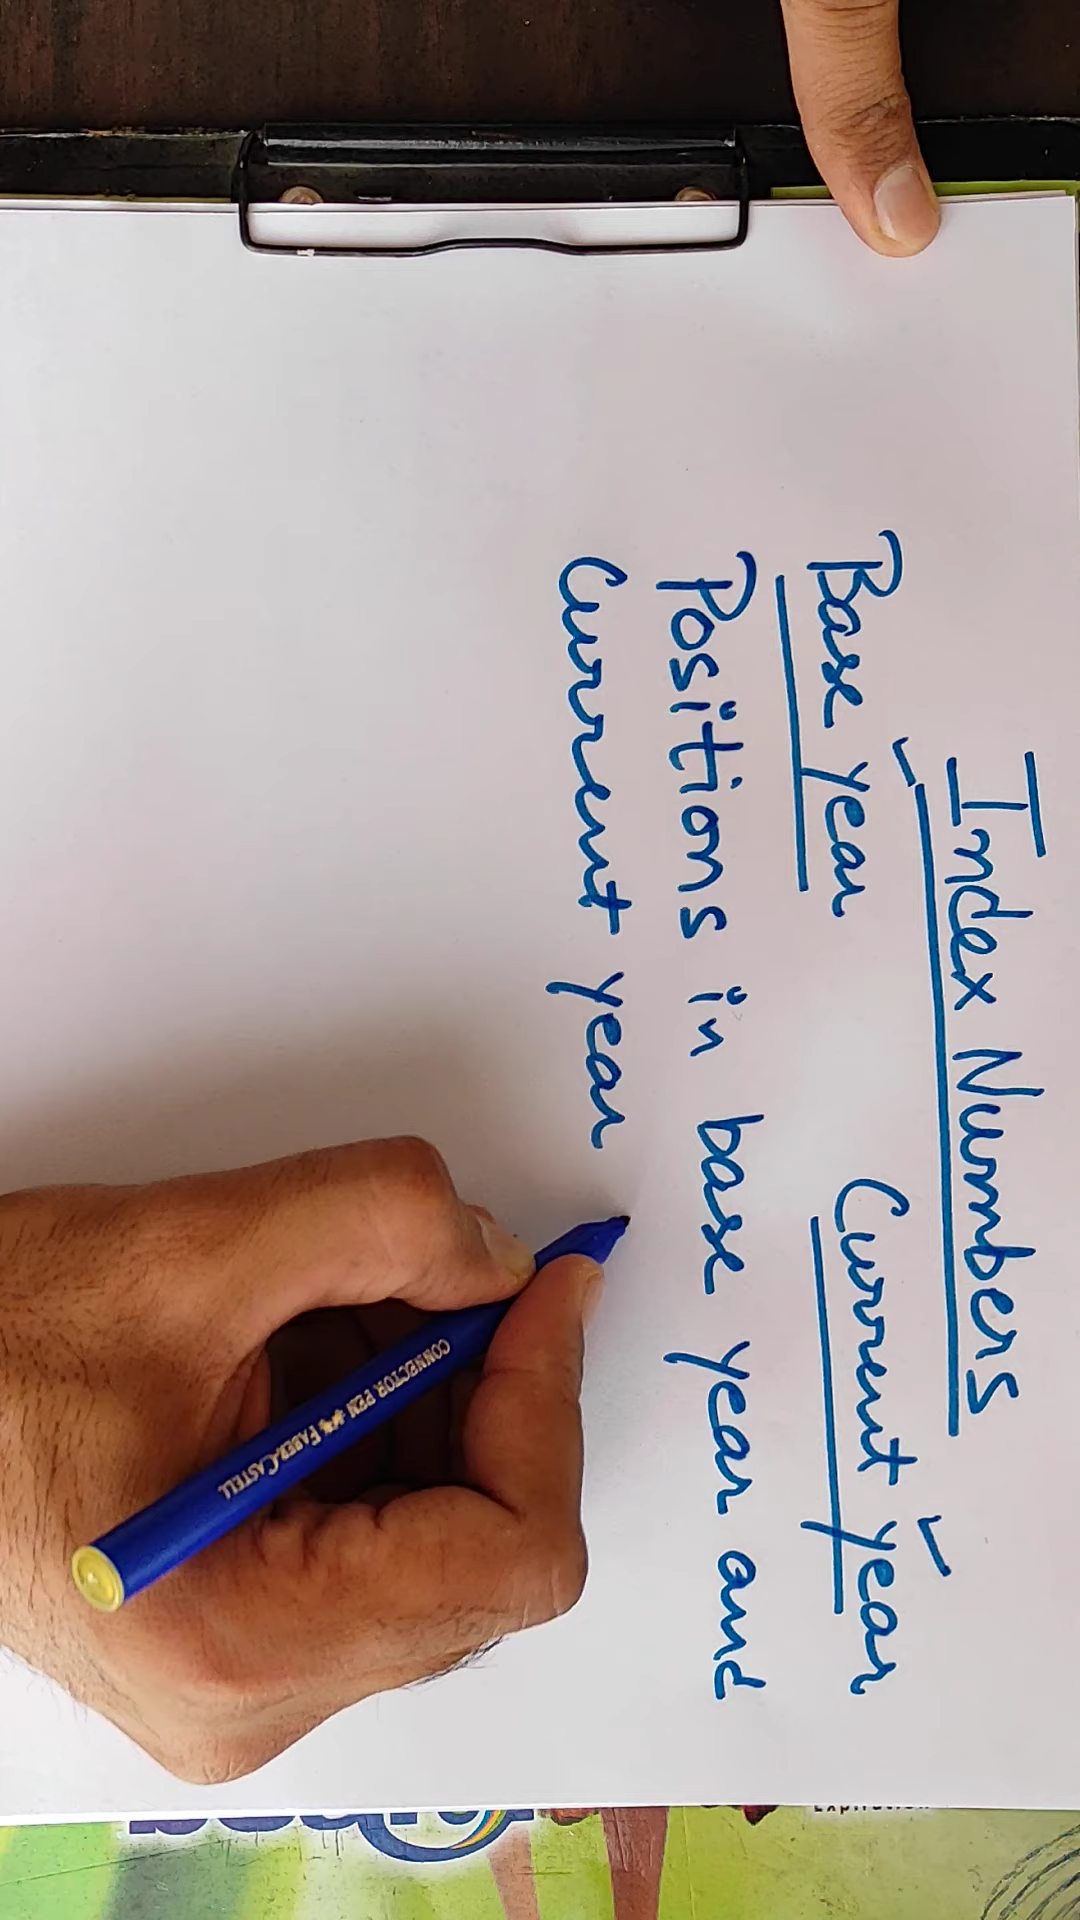 Index Numbers
Base year Current year
Positions in base year and
Current year
CONNECTOR PEN FABER-CASTELL